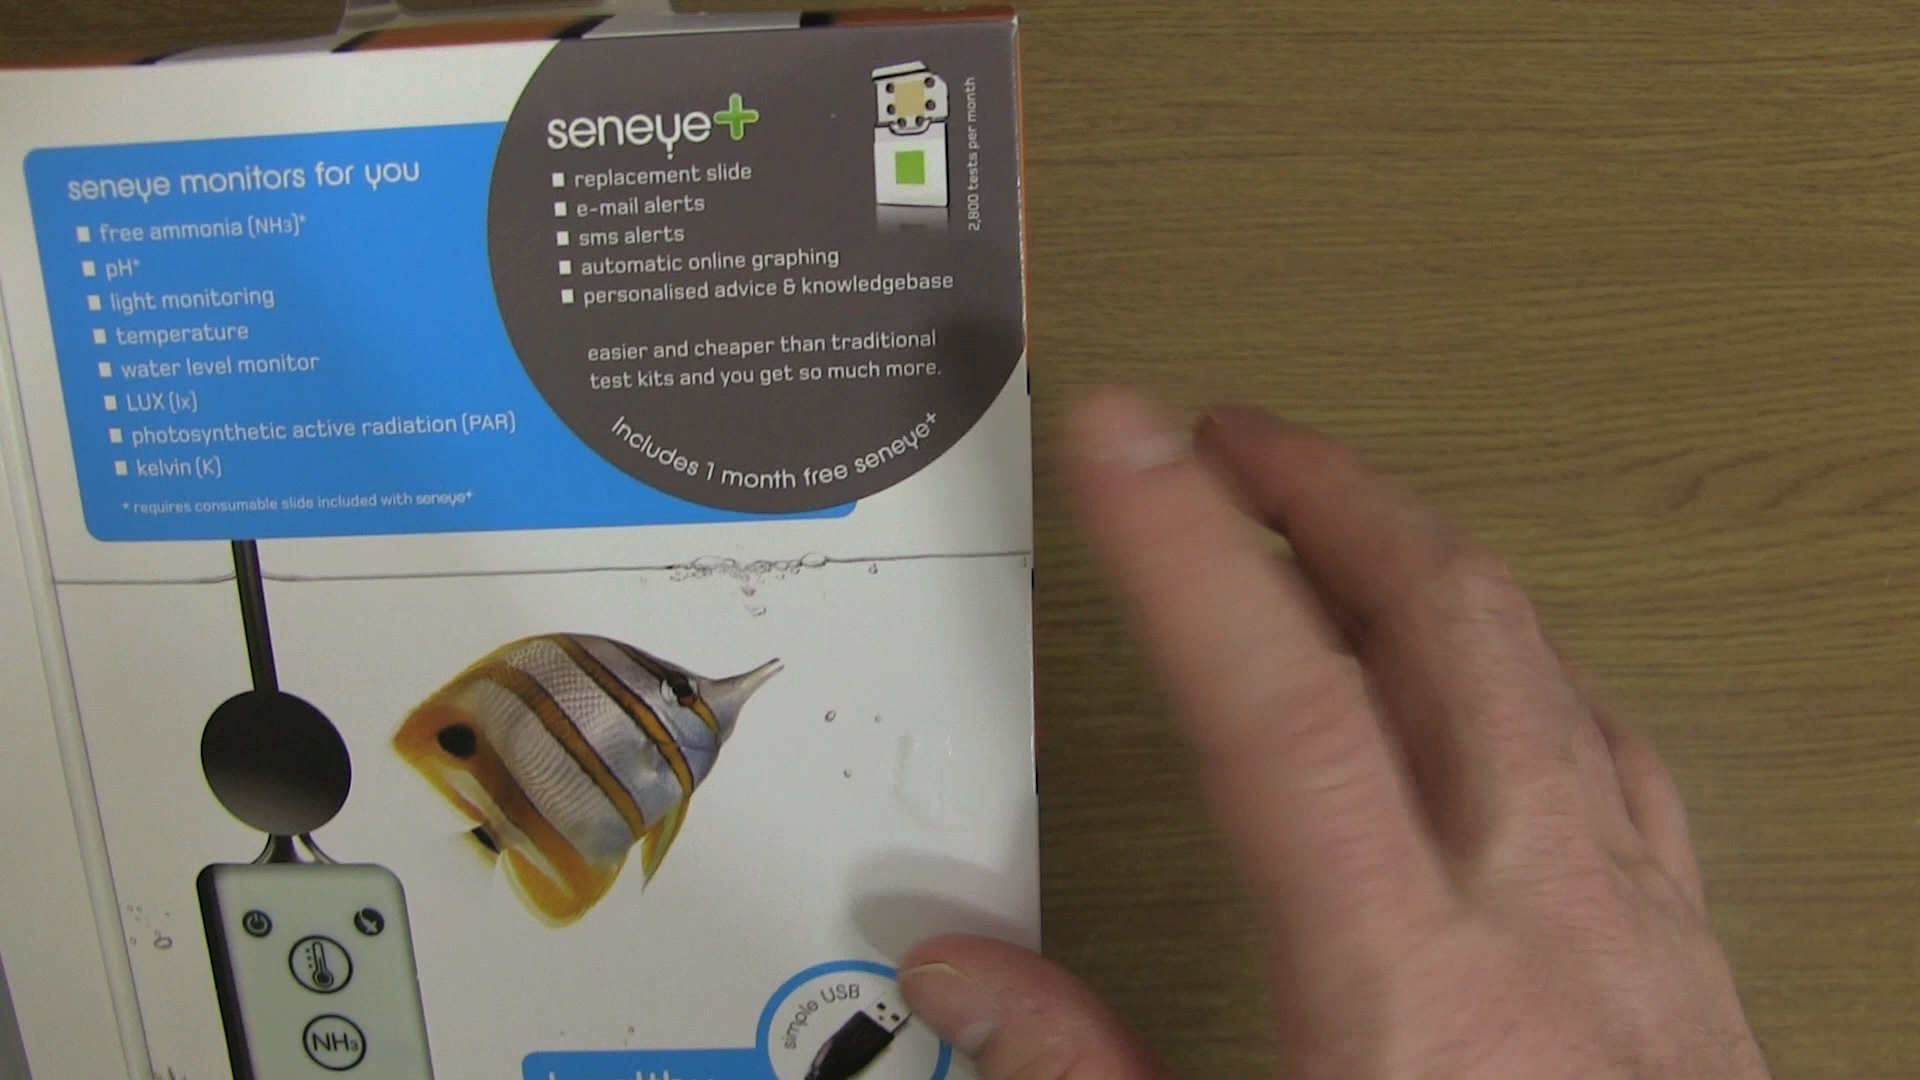 seneye monitors for you
free ammonia (NH3)*
pH*
light monitoring
temperature
water level monitor
LUX (lx)
photosynthetic active radiation (PAR)
kelvin (K)
* requires consumable slide included with seneye+
seneye+
replacement slide
e-mail alerts
sms alerts
automatic online graphing
personalised advice & knowledgebase
easier and cheaper than traditional
test kits and you get so much more.
Includes 1 month free seneye+
2,800 tests per month
NH3
simple USB